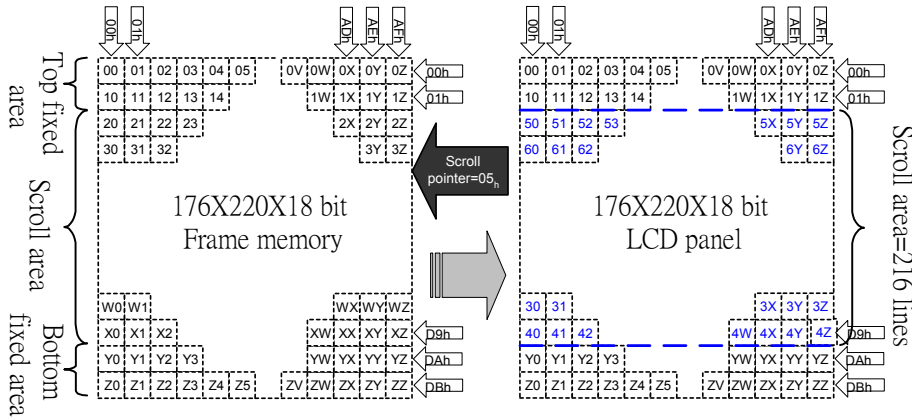 00h 01h ADh AEh AFh 00h 01h ADh AEh AFh
00 01 02 03 04 05 0V 0W 0X 0Y 0Z 00h 00 01 02 03 04 05 0V 0W 0X 0Y 0Z 00h
10 11 12 13 14 1W 1X 1Y 1Z 01h 10 11 12 13 14 1W 1X 1Y 1Z 01h
20 21 22 23 2X 2Y 2Z 50 51 52 53 5X 5Y 5Z
30 31 32 3Y 3Z 60 61 62 6Y 6Z
Top fixed
area
Scroll area
Bottom
fixed area
Scroll
pointer=05h
176X220X18 bit
Frame memory
176X220X18 bit
LCD panel
Scroll area=216 lines
W0 W1 WX WY WZ 30 31 3X 3Y 3Z
X0 X1 X2 XW XX XY XZ D9h 40 41 42 4W 4X 4Y 4Z D9h
Y0 Y1 Y2 Y3 YW YX YY YZ DAh Y0 Y1 Y2 Y3 YW YX YY YZ DAh
Z0 Z1 Z2 Z3 Z4 Z5 ZV ZW ZX ZY ZZ DBh Z0 Z1 Z2 Z3 Z4 Z5 ZV ZW ZX ZY ZZ DBh